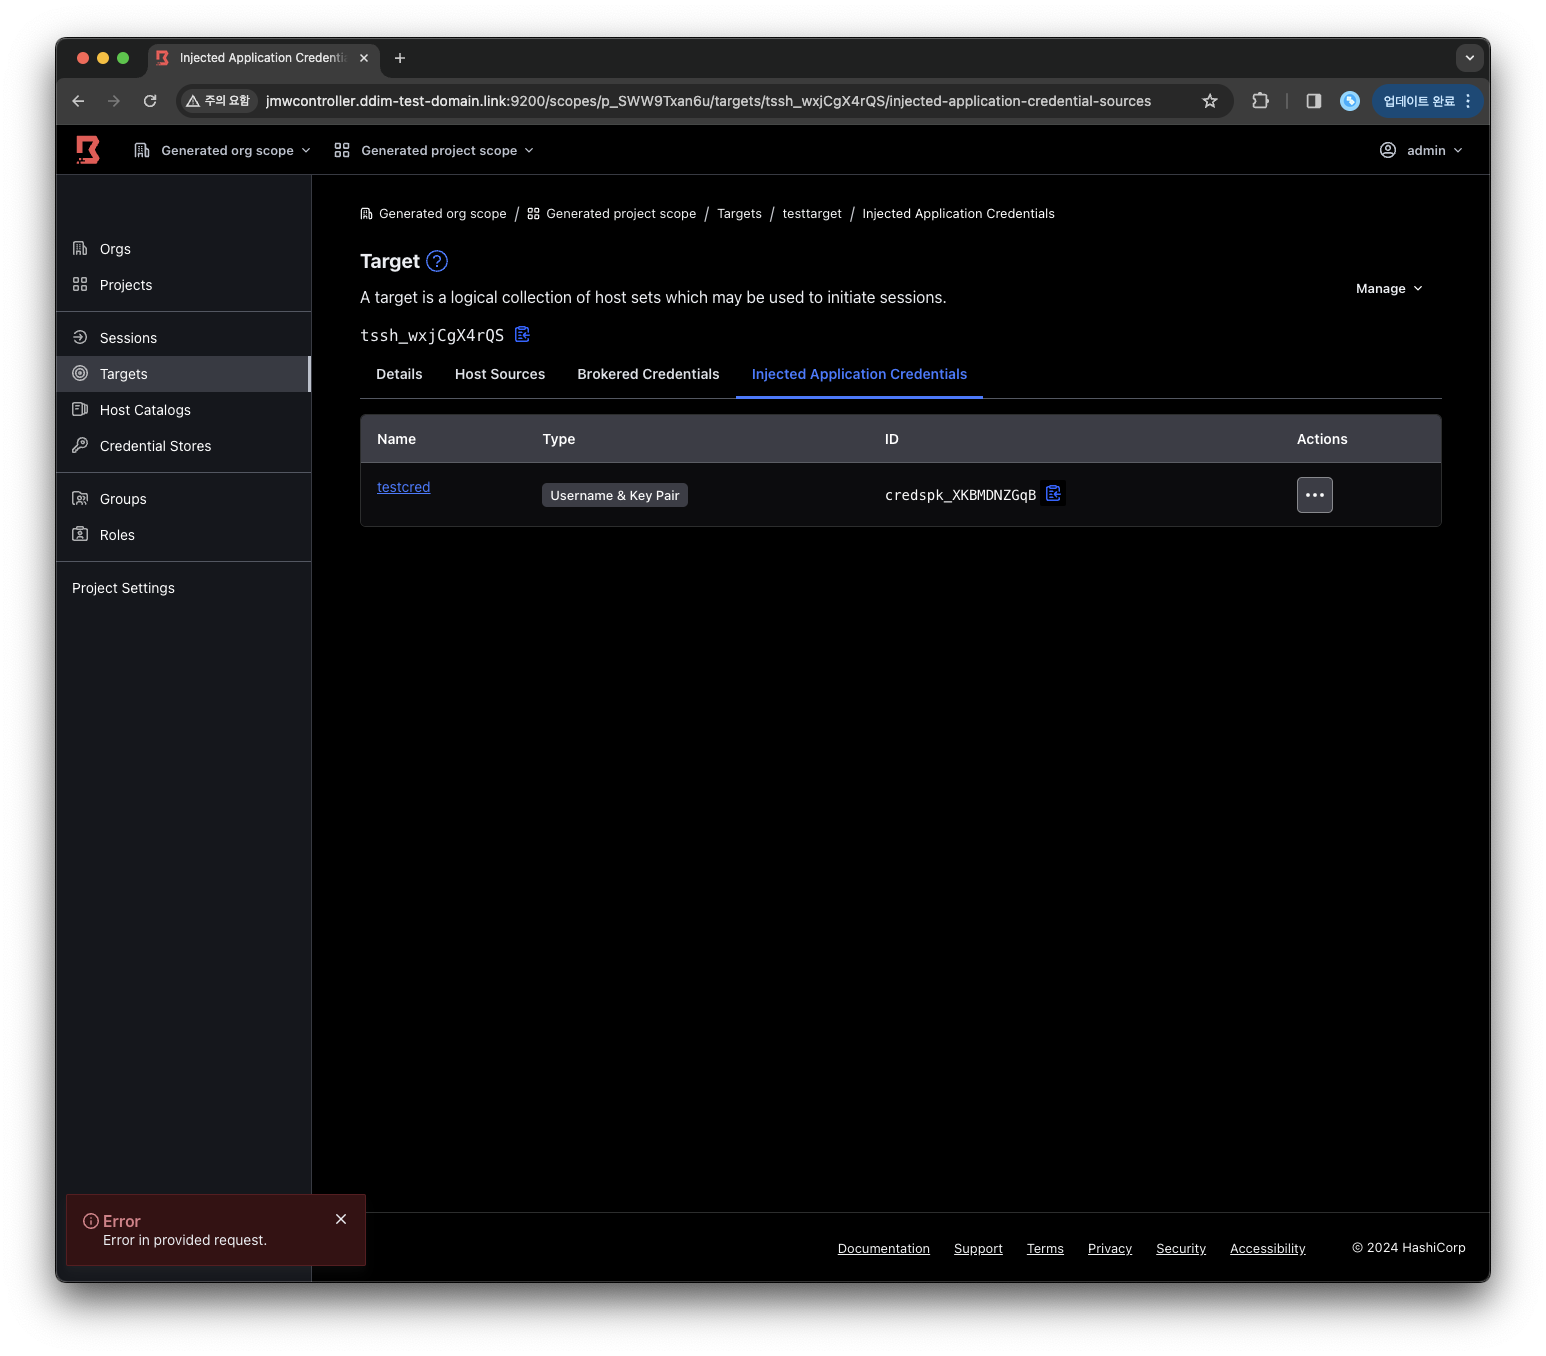 Injected Application Credenti
주의 요함
jmwcontroller.ddim-test-domain.link:9200/scopes/p_SWW9Txan6u/targets/tssh_wxjCgX4rQS/injected-application-credential-sources
업데이트 완료
Generated org scope
Generated project scope
admin
Generated org scope / Generated project scope / Targets / testtarget / Injected Application Credentials
Orgs
Projects
Sessions
Targets
Host Catalogs
Credential Stores
Groups
Roles
Project Settings
Target ?
A target is a logical collection of host sets which may be used to initiate sessions.
Manage
tssh_wxjCgX4rQS
Details Host Sources Brokered Credentials Injected Application Credentials
Name Type ID Actions
testcred Username & Key Pair credspk_XKBMDNZGqB
Error
Error in provided request.
Documentation Support Terms Privacy Security Accessibility © 2024 HashiCorp